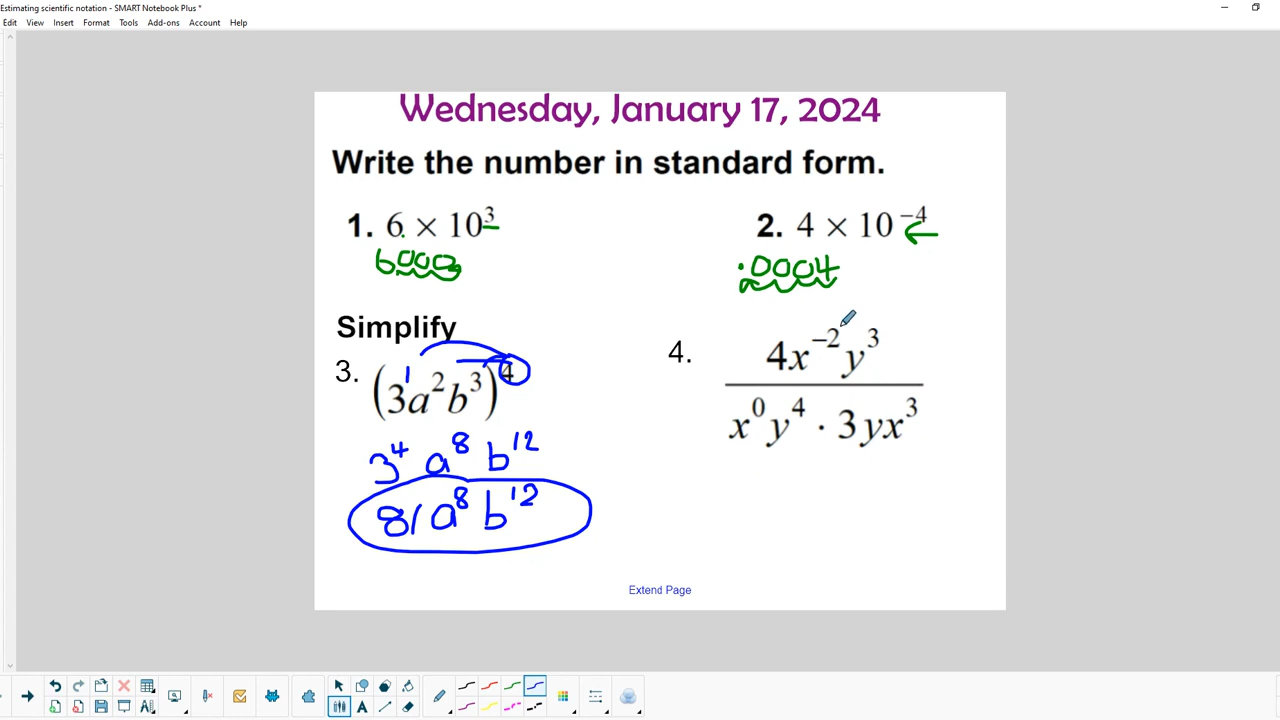 Estimating scientific notation - SMART Notebook Plus *
Edit View Insert Format Tools Add-ons Account Help
Wednesday, January 17, 2024
Write the number in standard form.
1. 6. × 10³
6000
2. 4 × 10⁻⁴
.0004
Simplify
3. (3¹a²b³)⁴
3⁴ a⁸ b¹²
81a⁸ b¹²
4. 4x⁻²y³
x⁰y⁴ · 3yx³
Extend Page